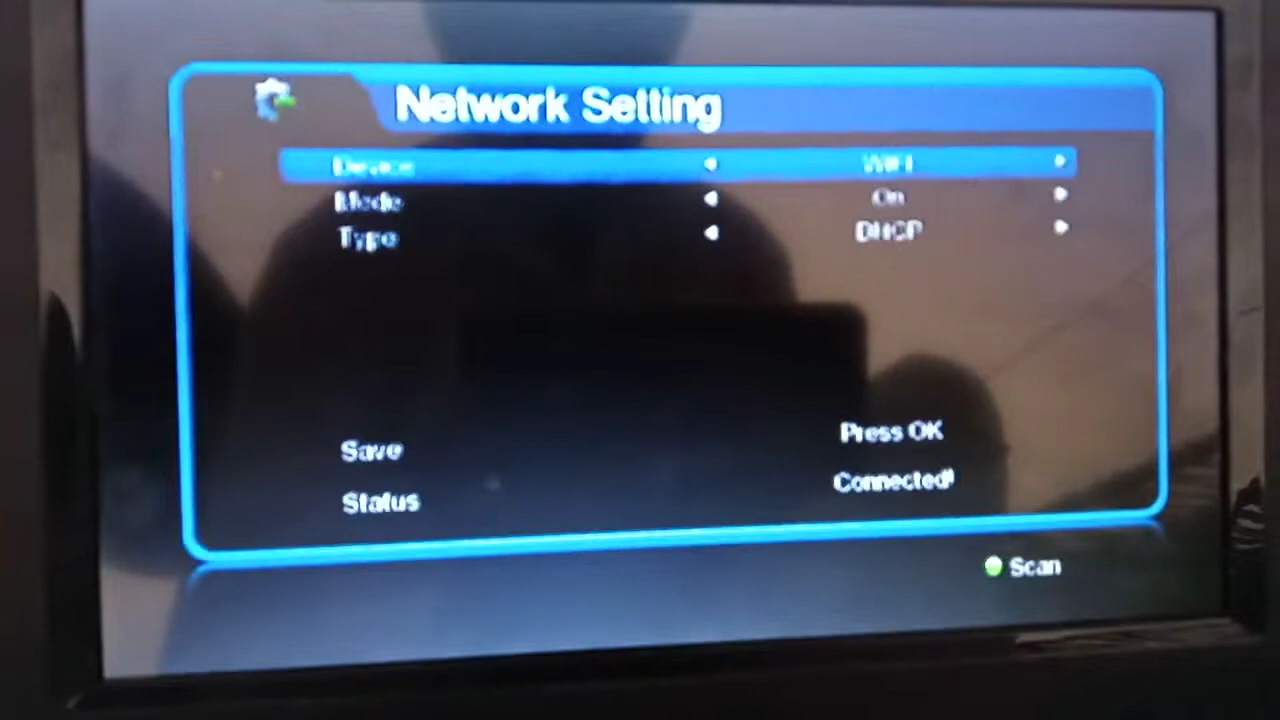 Network Setting
Device WIFI
Mode On
Type DHCP
Save Press OK
Status Connected!
Scan